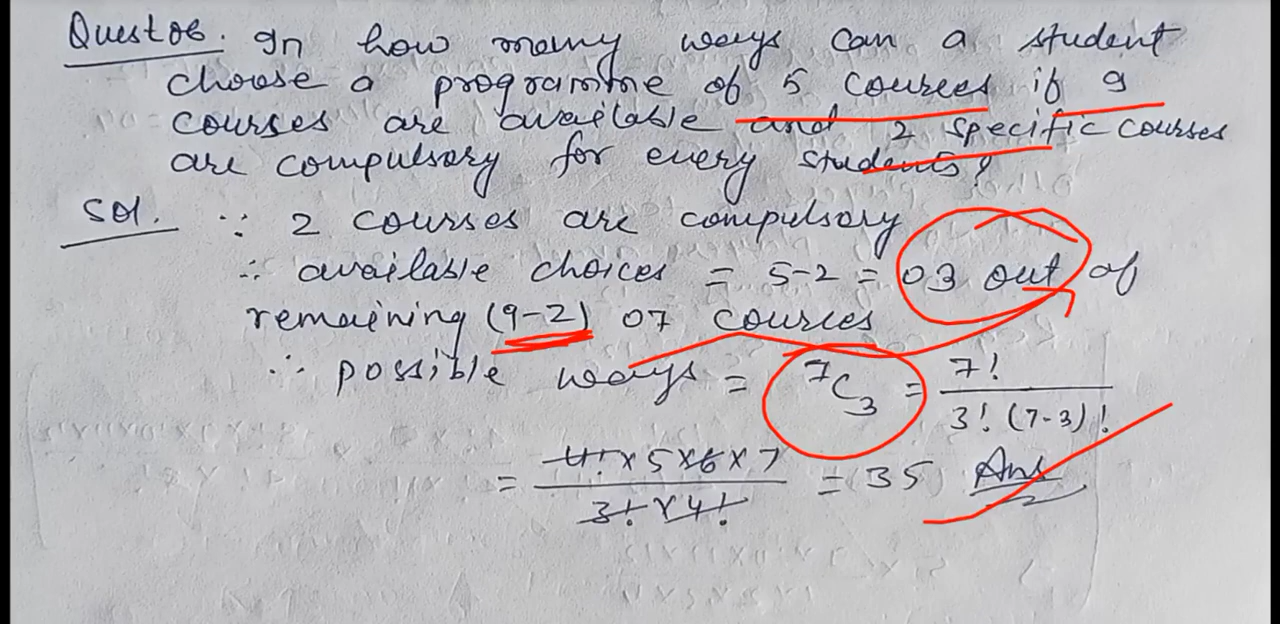 Quest 06. In how many ways can a student
choose a programme of 5 courses if 9
courses are available and 2 specific courses
are compulsory for every students?
Sol. ∵ 2 courses are compulsory
∴ available choices = 5-2 = 03 out of
remaining (9-2) 07 courses
∴ possible ways = ⁷C₃ = 7! / 3! (7-3)!
= 4! x 5 x 6 x 7 / 3! x 4! = 35 Ans